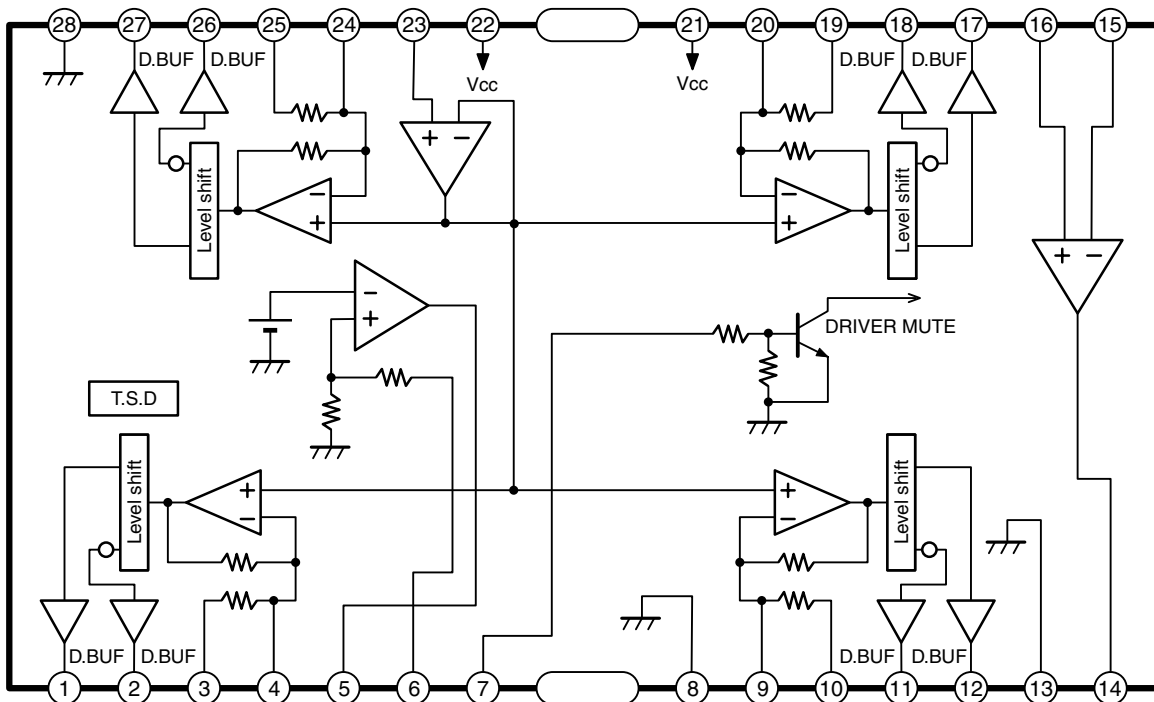 28 27 26 25 24 23 22 21 20 19 18 17 16 15
D.BUF D.BUF D.BUF D.BUF
Vcc Vcc
+ −
Level shift
−
+
−
+
Level shift
+ −
−
+
DRIVER MUTE
T.S.D
Level shift
+
−
+
−
Level shift
D.BUF D.BUF D.BUF D.BUF
1 2 3 4 5 6 7 8 9 10 11 12 13 14